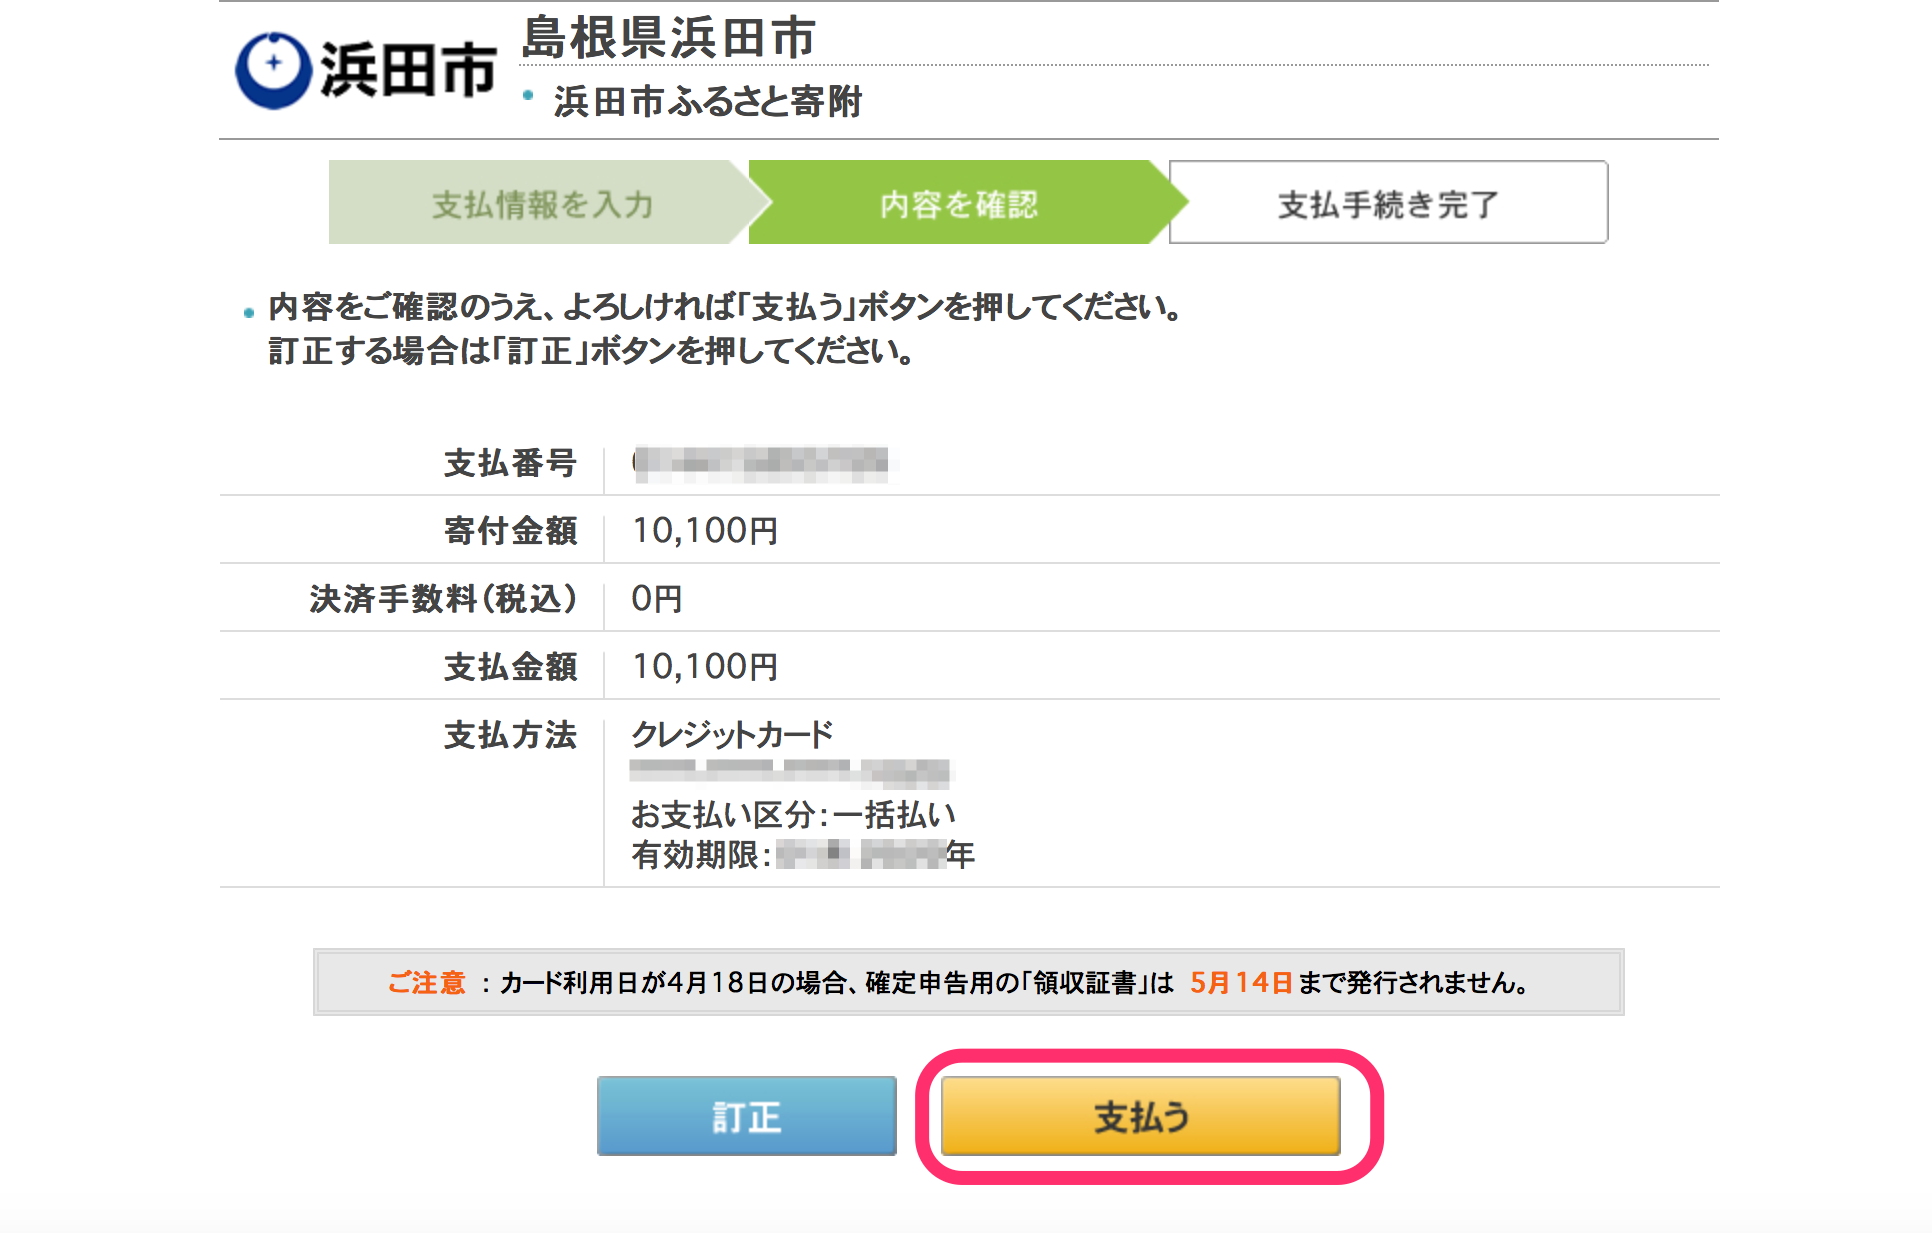 浜田市
島根県浜田市
浜田市ふるさと寄附
支払情報を入力
内容を確認
支払手続き完了
内容をご確認のうえ、よろしければ「支払う」ボタンを押してください。
訂正する場合は「訂正」ボタンを押してください。
支払番号
寄付金額 10,100円
決済手数料(税込) 0円
支払金額 10,100円
支払方法 クレジットカード
お支払い区分:一括払い
有効期限: 年
ご注意 : カード利用日が4月18日の場合、確定申告用の「領収証書」は 5月14日まで発行されません。
訂正
支払う